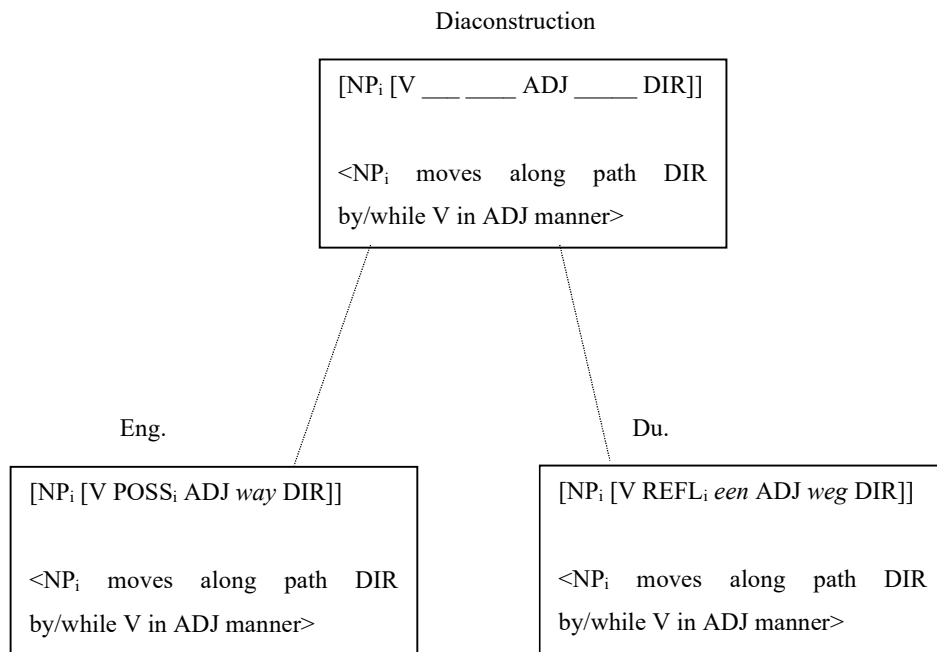 Diaconstruction
[NPi [V ___ ____ ADJ _____ DIR]]
<NPi moves along path DIR
by/while V in ADJ manner>
Eng.
[NPi [V POSSi ADJ way DIR]]
<NPi moves along path DIR
by/while V in ADJ manner>
Du.
[NPi [V REFLi een ADJ weg DIR]]
<NPi moves along path DIR
by/while V in ADJ manner>